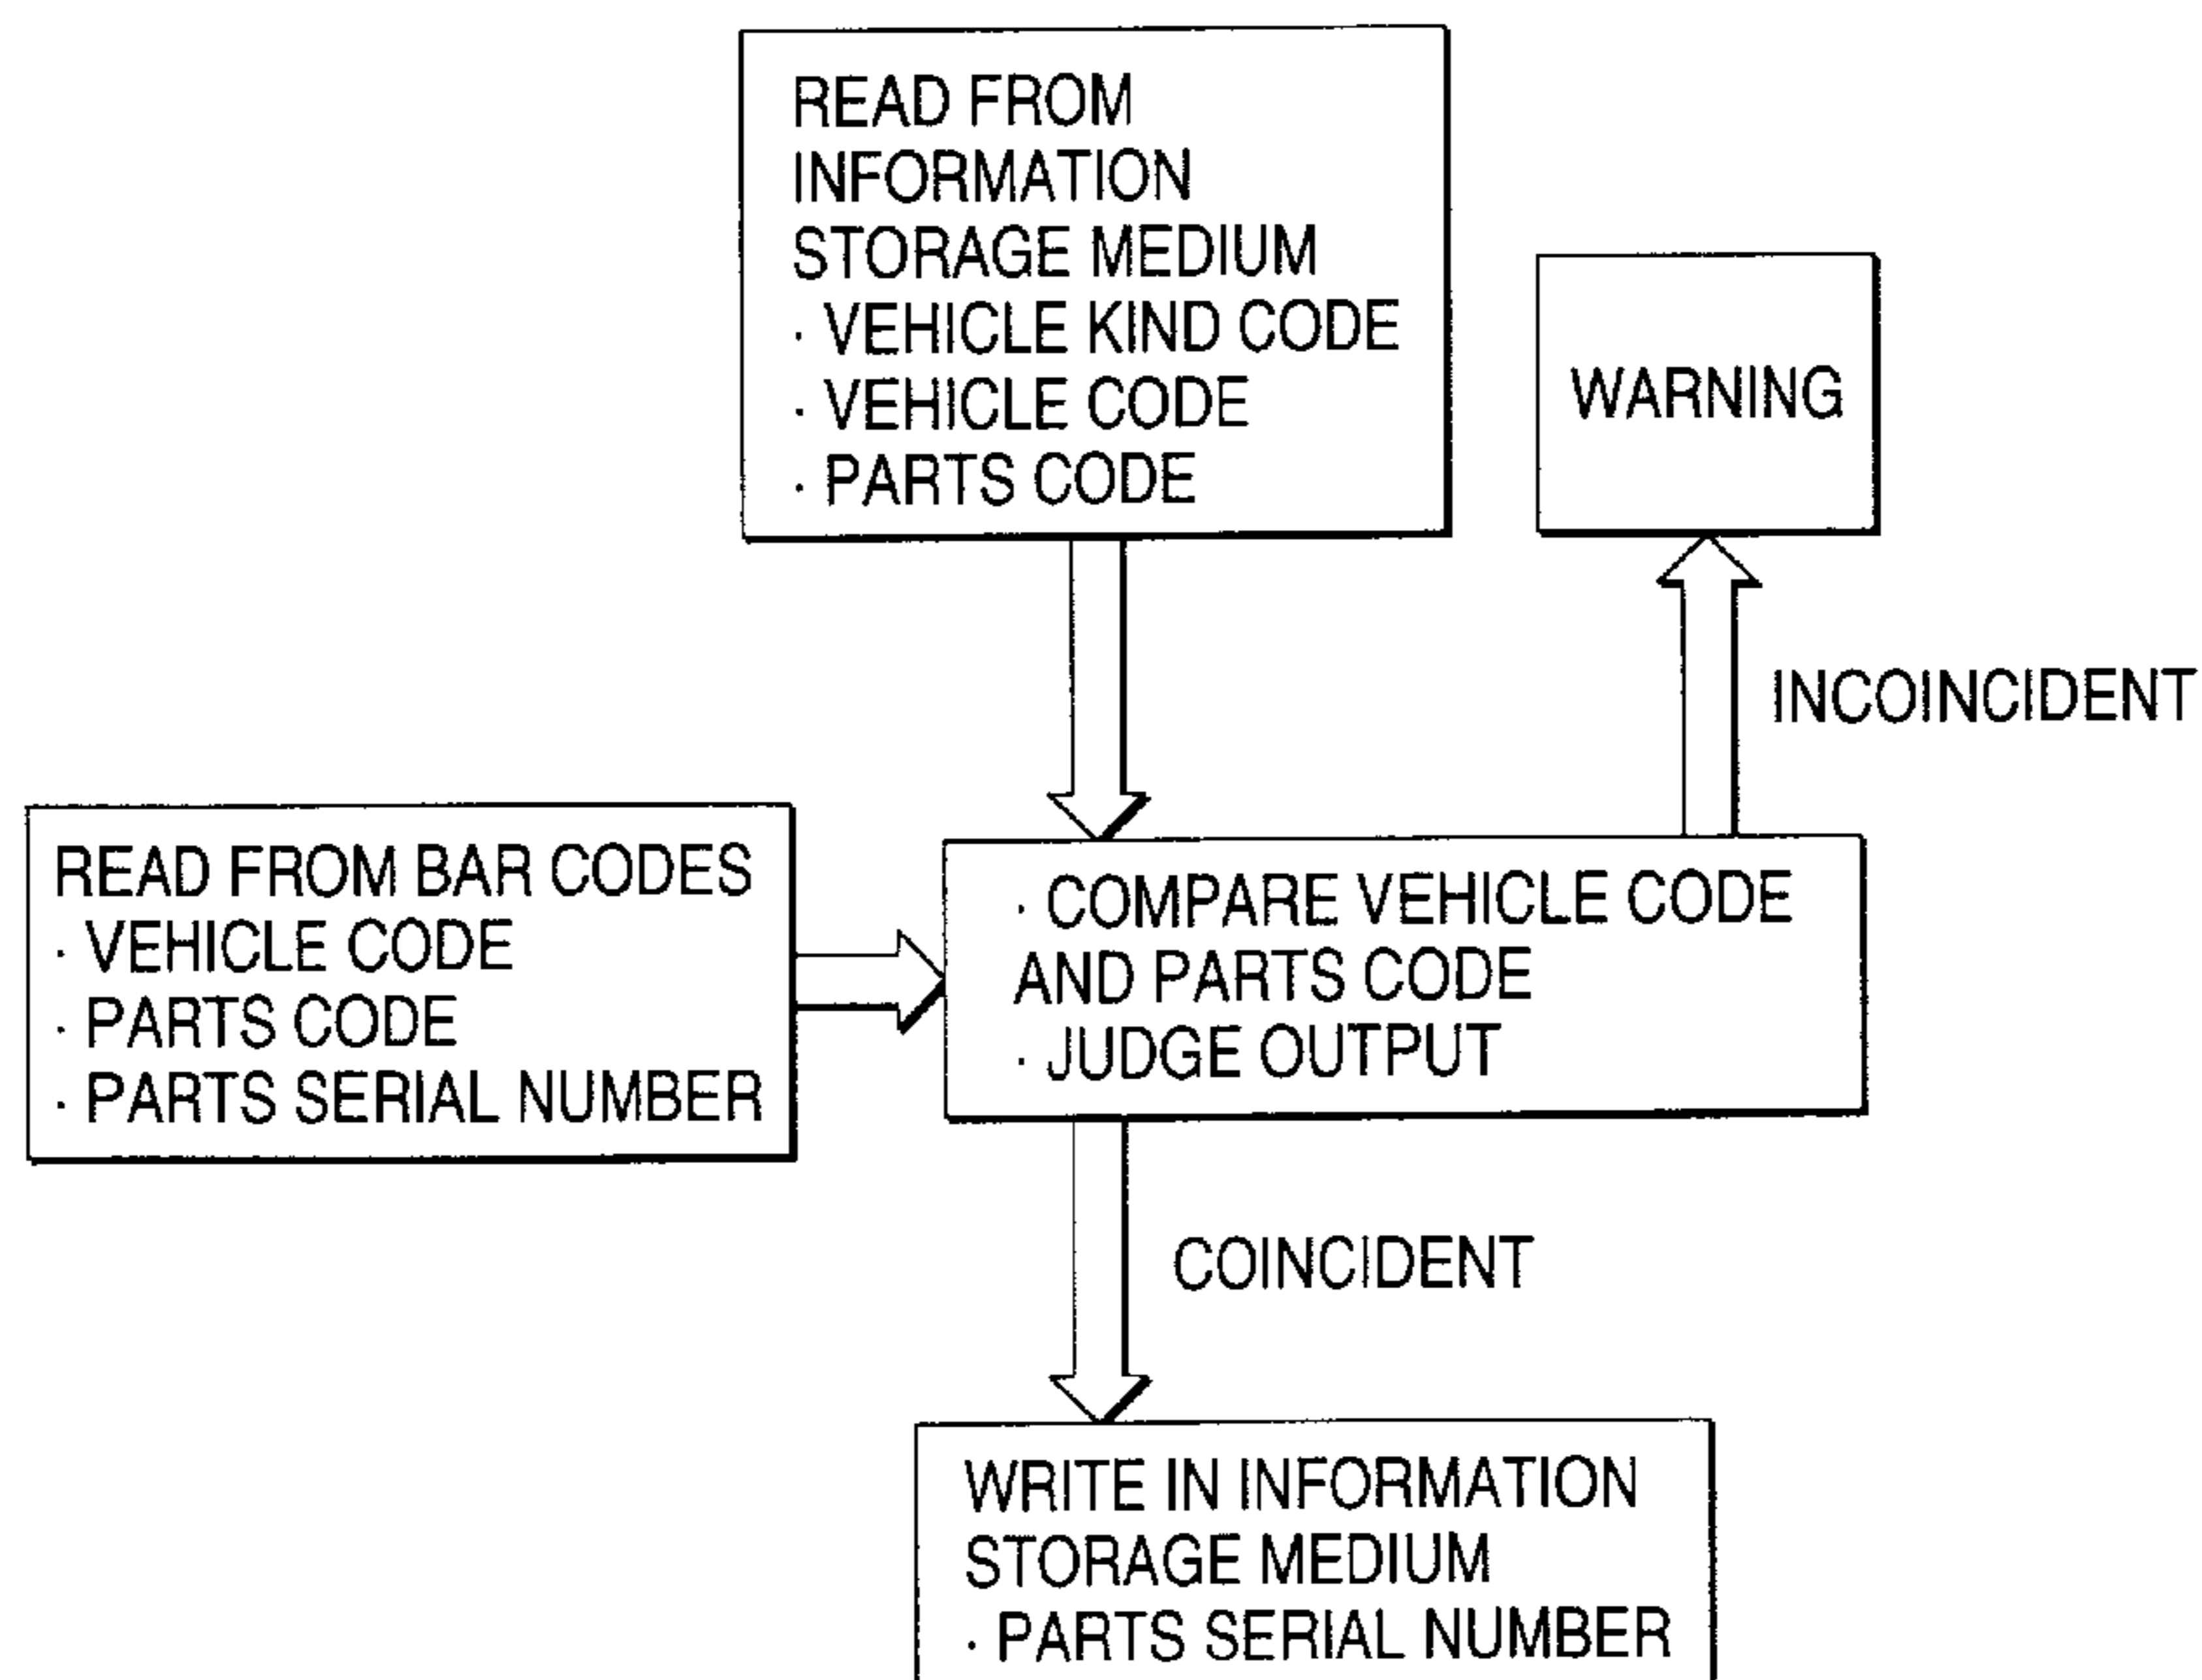 READ FROM
INFORMATION
STORAGE MEDIUM
· VEHICLE KIND CODE
· VEHICLE CODE
· PARTS CODE
WARNING
INCOINCIDENT
READ FROM BAR CODES
· VEHICLE CODE
· PARTS CODE
· PARTS SERIAL NUMBER
· COMPARE VEHICLE CODE
AND PARTS CODE
· JUDGE OUTPUT
COINCIDENT
WRITE IN INFORMATION
STORAGE MEDIUM
· PARTS SERIAL NUMBER